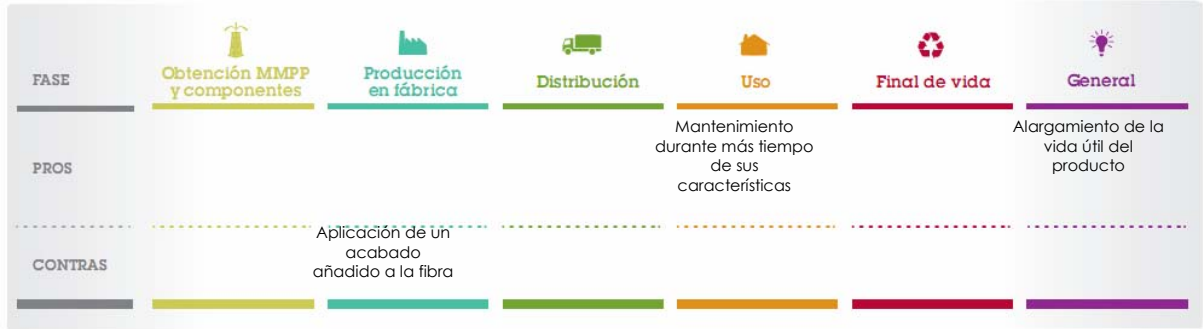 FASE
Obtención MMPP
y componentes
Producción
en fábrica
Distribución
Uso
Final de vida
General
PROS
Mantenimiento
durante más tiempo
de sus
características
Alargamiento de la
vida útil del
producto
CONTRAS
Aplicación de un
acabado
añadido a la fibra